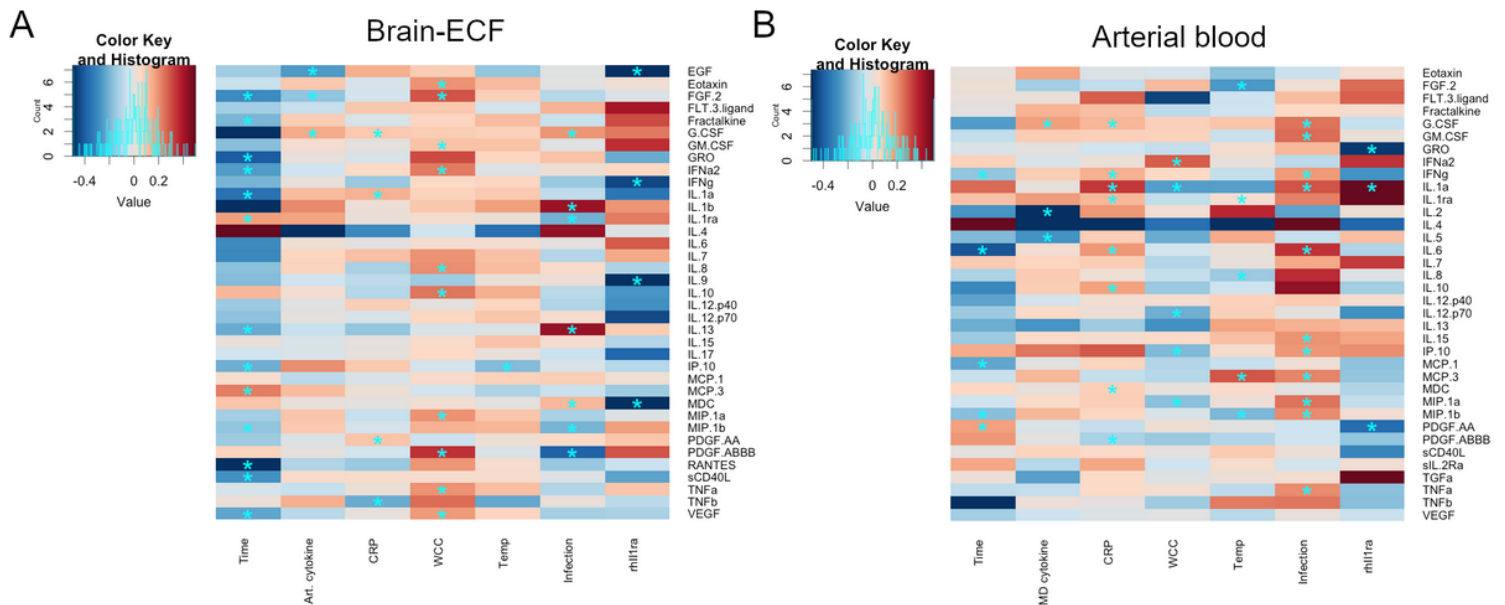 A
Brain-ECF
Color Key
and Histogram
Count
0 2 4 6
-0.4 0 0.2
Value
EGF
Eotaxin
FGF.2
FLT.3.ligand
Fractalkine
G.CSF
GM.CSF
GRO
IFNa2
IFNg
IL.1a
IL.1b
IL.1ra
IL.4
IL.6
IL.7
IL.8
IL.9
IL.10
IL.12.p40
IL.12.p70
IL.13
IL.15
IL.17
IP.10
MCP.1
MCP.3
MDC
MIP.1a
MIP.1b
PDGF.AA
PDGF.ABBB
RANTES
sCD40L
TNFa
TNFb
VEGF
Time
Art. cytokine
CRP
WCC
Temp
Infection
rhIl1ra
B
Arterial blood
Color Key
and Histogram
Count
0 2 4 6
-0.4 0 0.2
Value
Eotaxin
FGF.2
FLT.3.ligand
Fractalkine
G.CSF
GM.CSF
GRO
IFNa2
IFNg
IL.1a
IL.1ra
IL.2
IL.4
IL.5
IL.6
IL.7
IL.8
IL.10
IL.12.p40
IL.12.p70
IL.13
IL.15
IP.10
MCP.1
MCP.3
MDC
MIP.1a
MIP.1b
PDGF.AA
PDGF.ABBB
sCD40L
sIL.2Ra
TGFa
TNFa
TNFb
VEGF
Time
MD cytokine
CRP
WCC
Temp
Infection
rhIl1ra